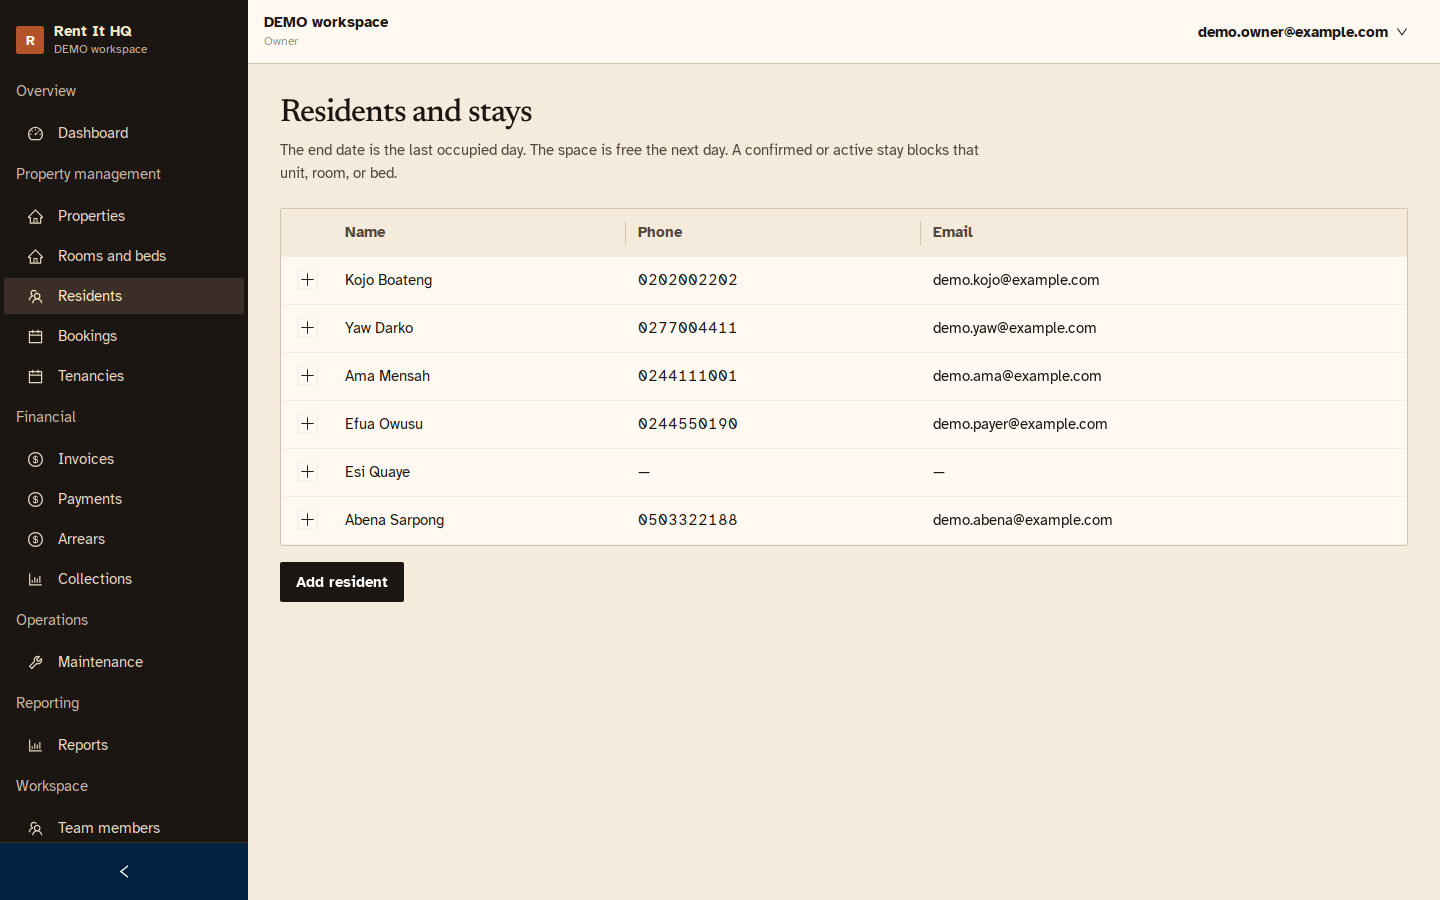 R
Rent It HQ
DEMO workspace
Overview
Dashboard
Property management
Properties
Rooms and beds
Residents
Bookings
Tenancies
Financial
Invoices
Payments
Arrears
Collections
Operations
Maintenance
Reporting
Reports
Workspace
Team members
DEMO workspace
Owner
demo.owner@example.com
Residents and stays
The end date is the last occupied day. The space is free the next day. A confirmed or active stay blocks that
unit, room, or bed.
Name Phone Email
Kojo Boateng 0202002202 demo.kojo@example.com
Yaw Darko 0277004411 demo.yaw@example.com
Ama Mensah 0244111001 demo.ama@example.com
Efua Owusu 0244550190 demo.payer@example.com
Esi Quaye — —
Abena Sarpong 0503322188 demo.abena@example.com
Add resident